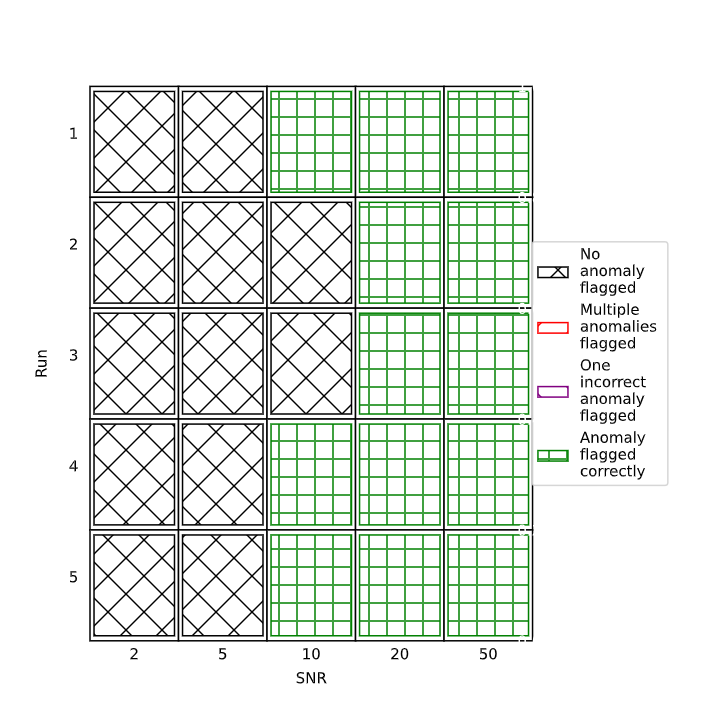 1
2
3
4
5
Run
2 5 10 20 50
SNR
No
anomaly
flagged
Multiple
anomalies
flagged
One
incorrect
anomaly
flagged
Anomaly
flagged
correctly